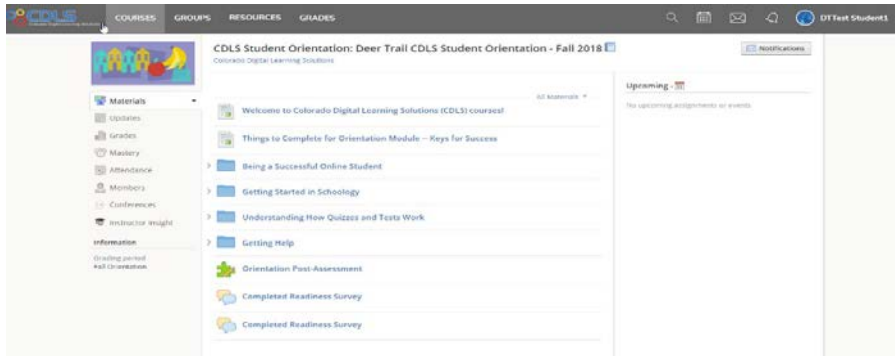 CDLS
COURSES GROUPS RESOURCES GRADES
DTTest Student1
CDLS Student Orientation: Deer Trail CDLS Student Orientation - Fall 2018
Colorado Digital Learning Solutions
Notifications
Materials
Updates
Grades
Mastery
Attendance
Members
Conferences
Instructor Insight
Information
Grading period
Fall Orientation
All Materials
Welcome to Colorado Digital Learning Solutions (CDLS) courses!
Things to Complete for Orientation Module -- Keys for Success
Being a Successful Online Student
Getting Started in Schoology
Understanding How Quizzes and Tests Work
Getting Help
Orientation Post-Assessment
Completed Readiness Survey
Completed Readiness Survey
Upcoming
No upcoming assignments or events